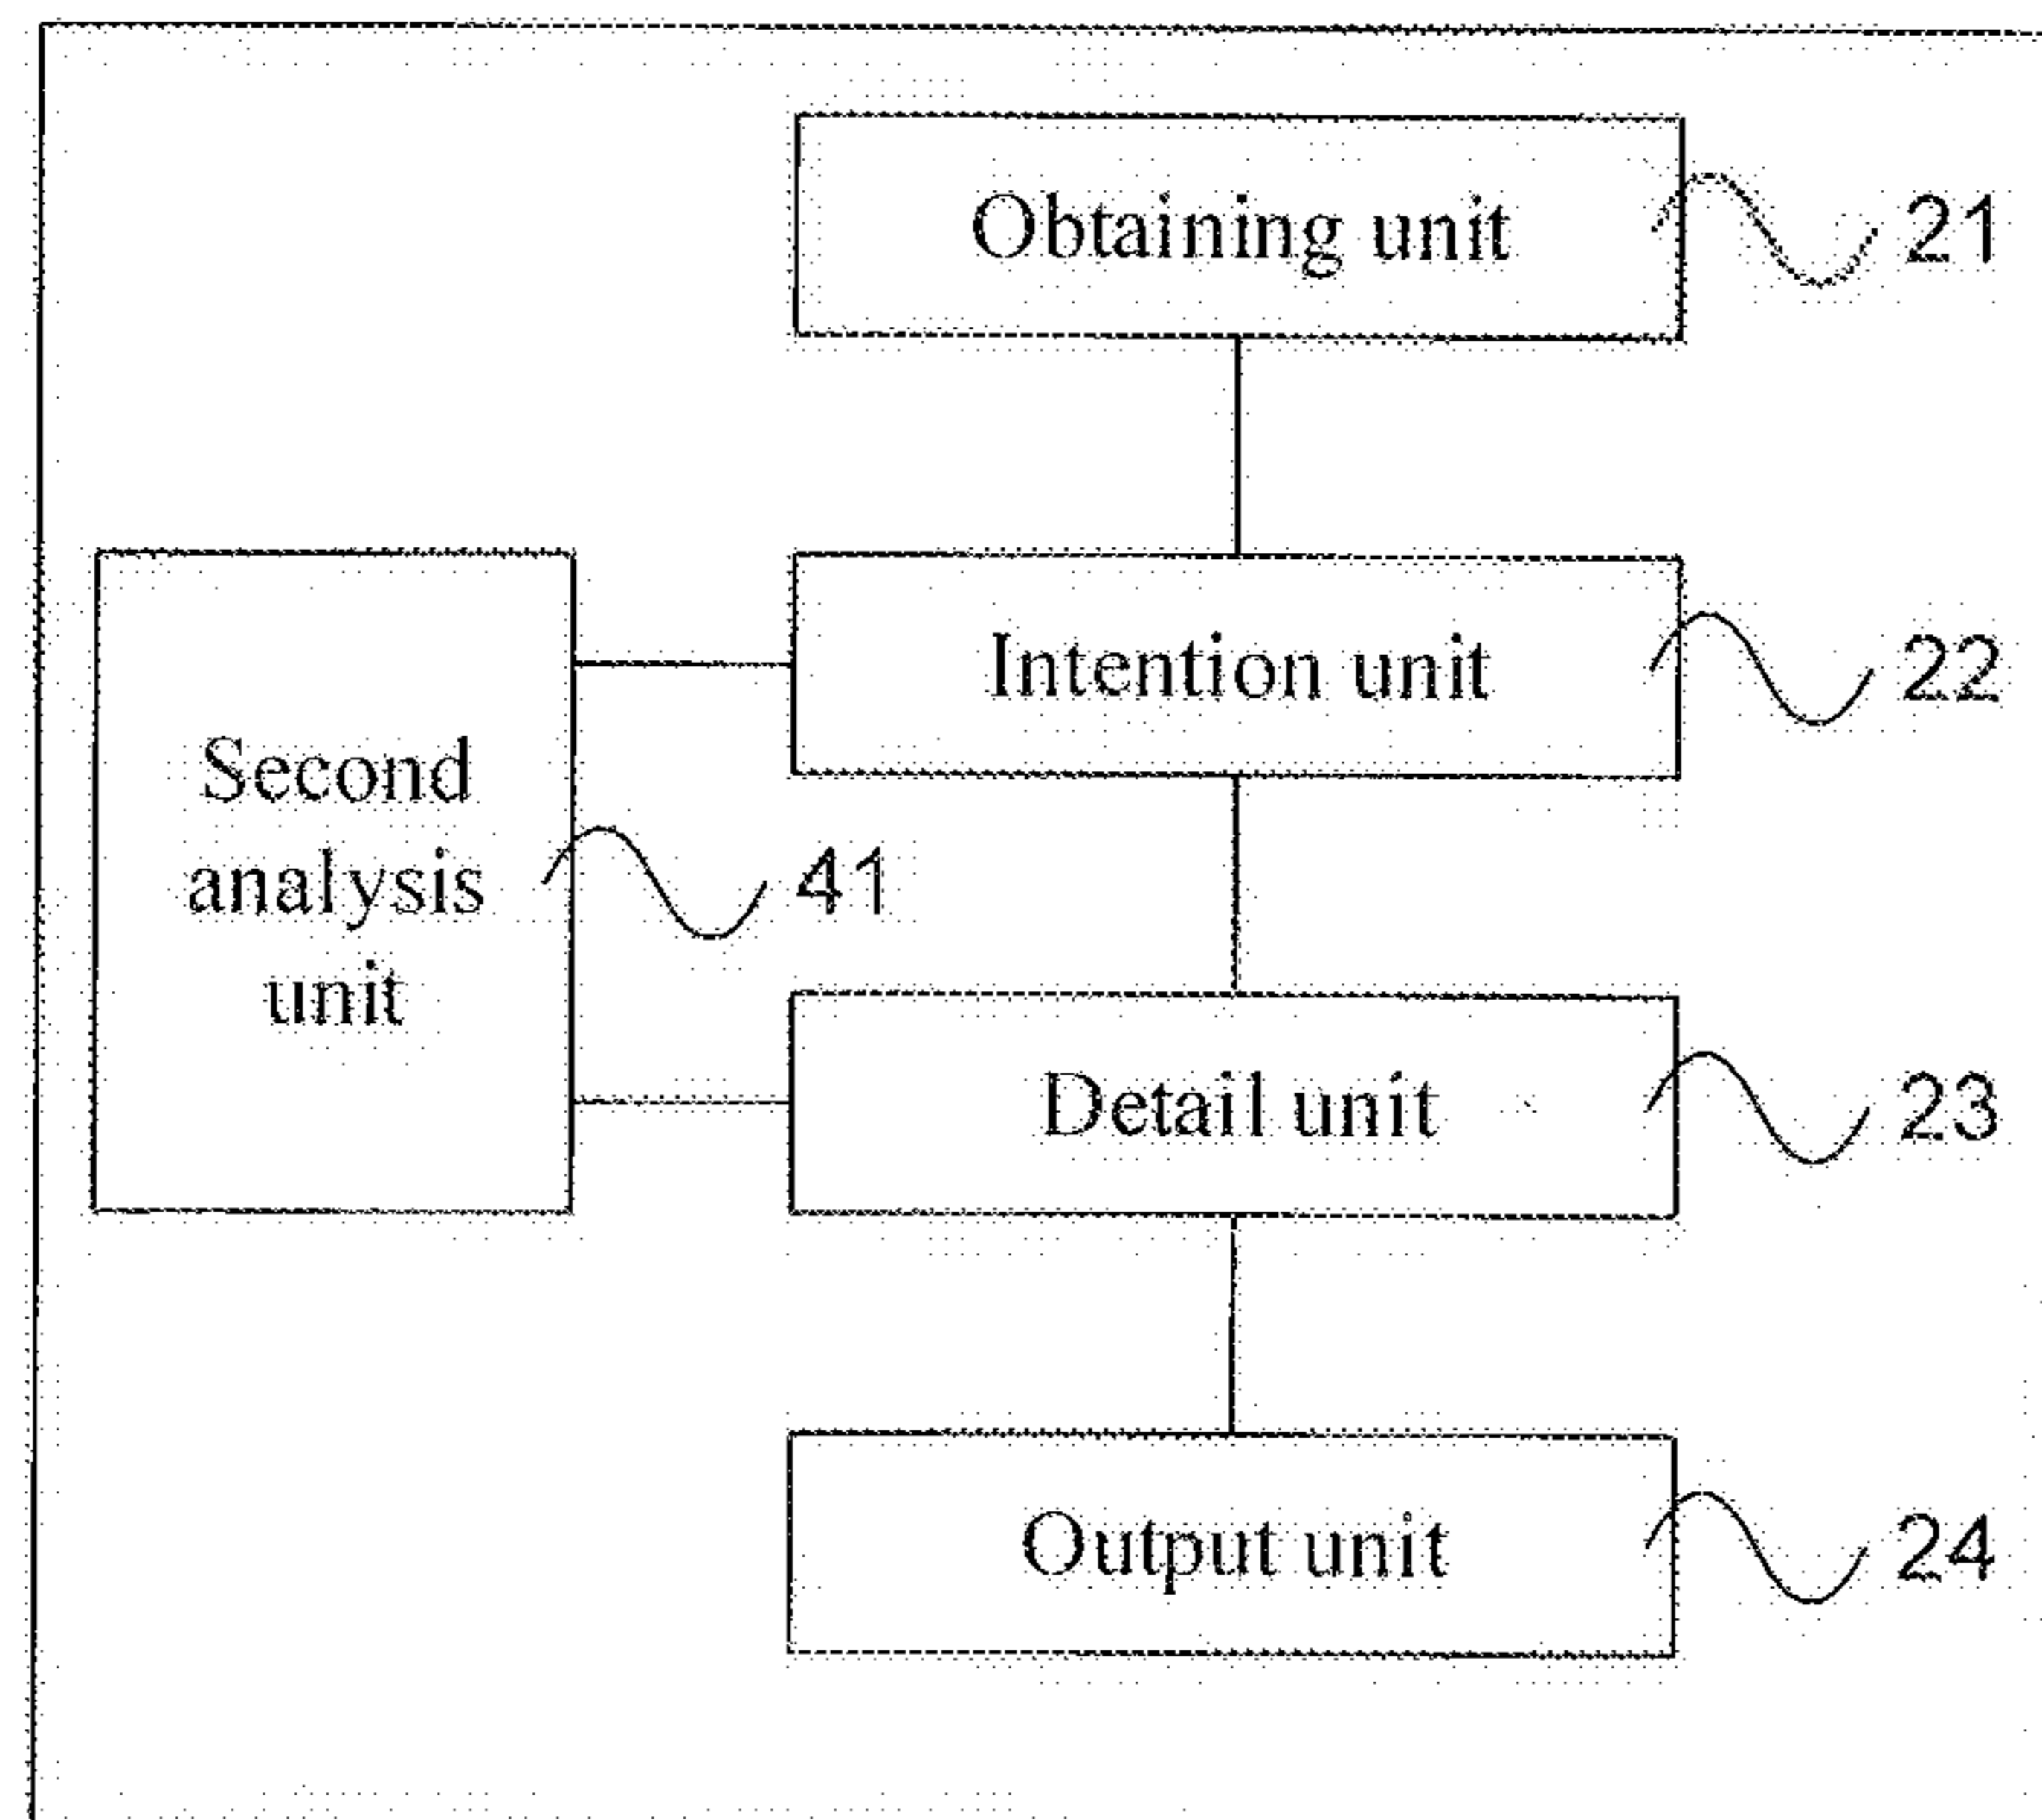 Obtaining unit 21
Intention unit 22
Second
analysis
unit
41
Detail unit 23
Output unit 24